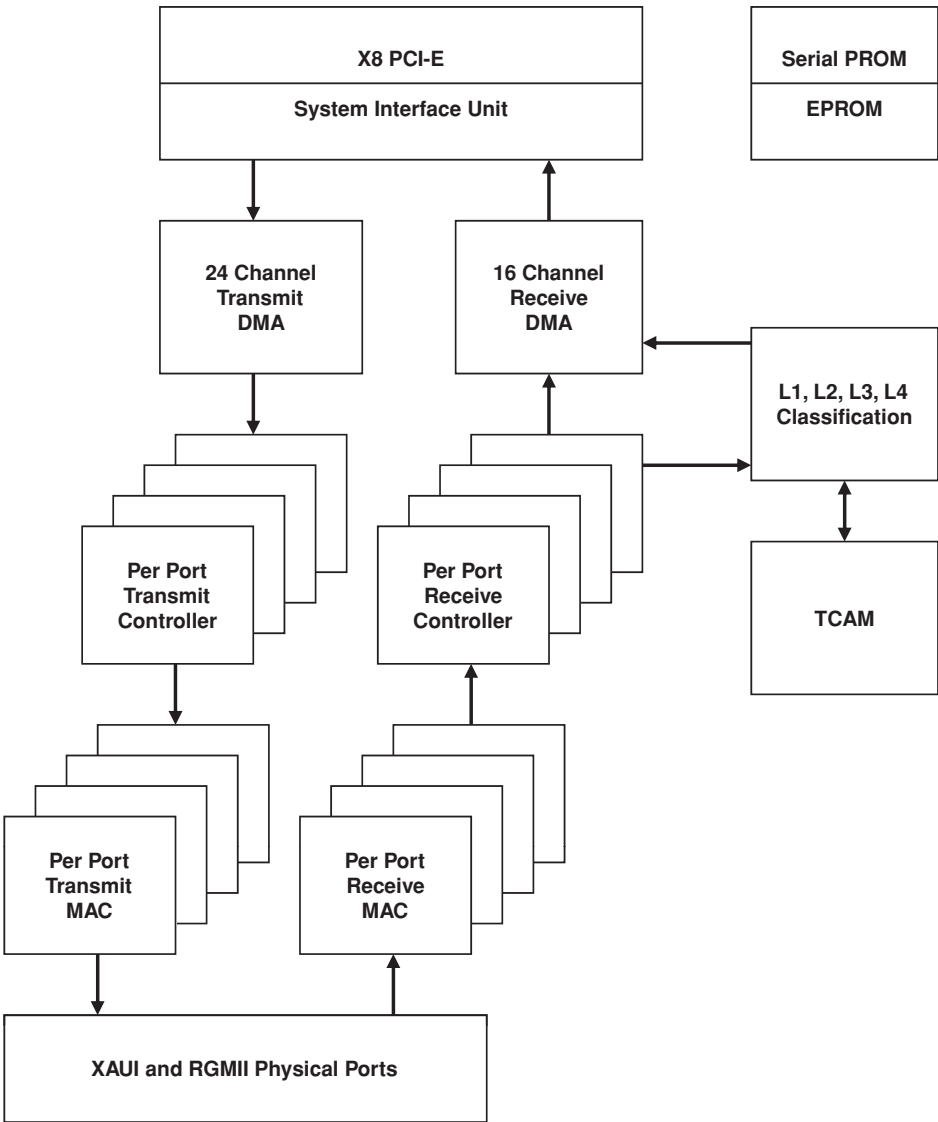 X8 PCI-E
System Interface Unit
Serial PROM
EPROM
24 Channel
Transmit
DMA
16 Channel
Receive
DMA
L1, L2, L3, L4
Classification
Per Port
Transmit
Controller
Per Port
Receive
Controller
TCAM
Per Port
Transmit
MAC
Per Port
Receive
MAC
XAUI and RGMII Physical Ports